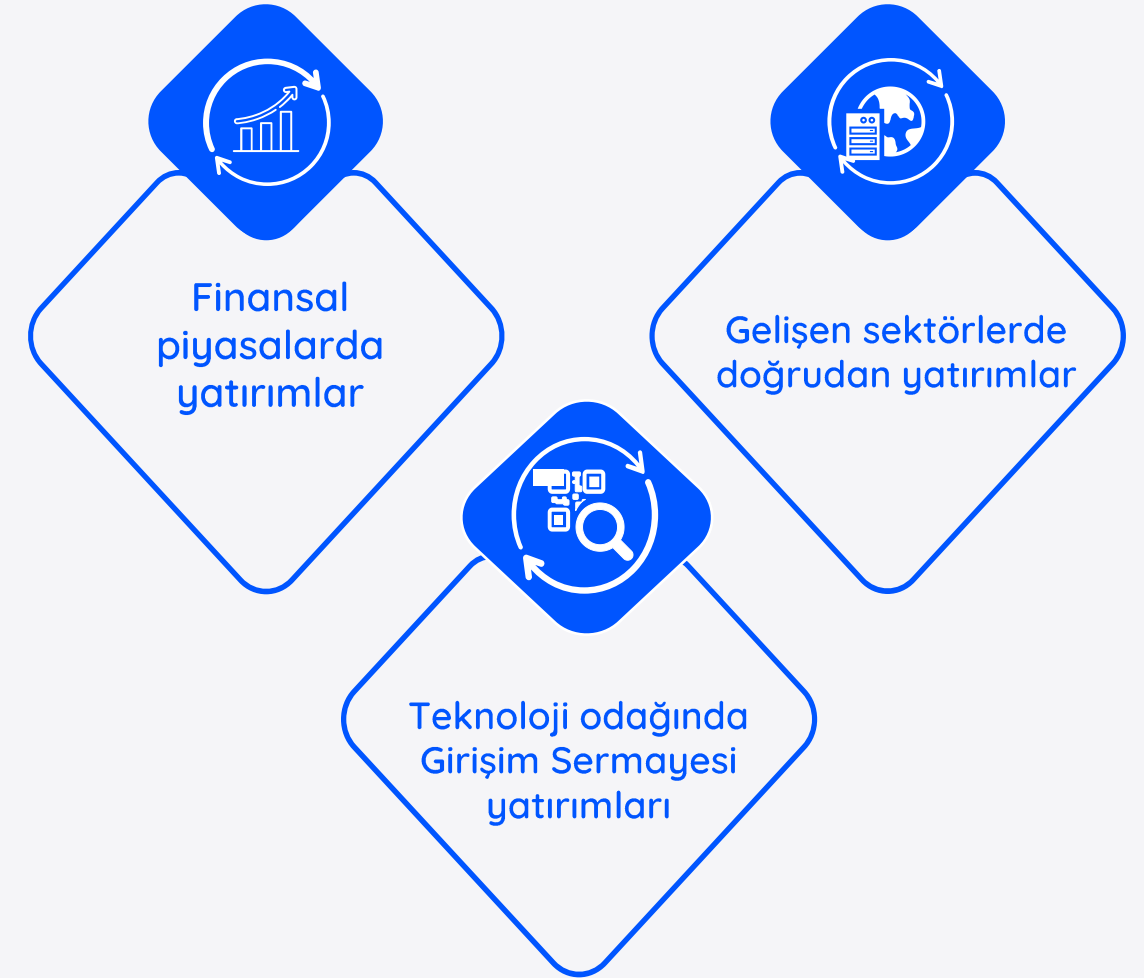 Finansal
piyasalarda
yatırımlar
Gelişen sektörlerde
doğrudan yatırımlar
Teknoloji odağında
Girişim Sermayesi
yatırımları